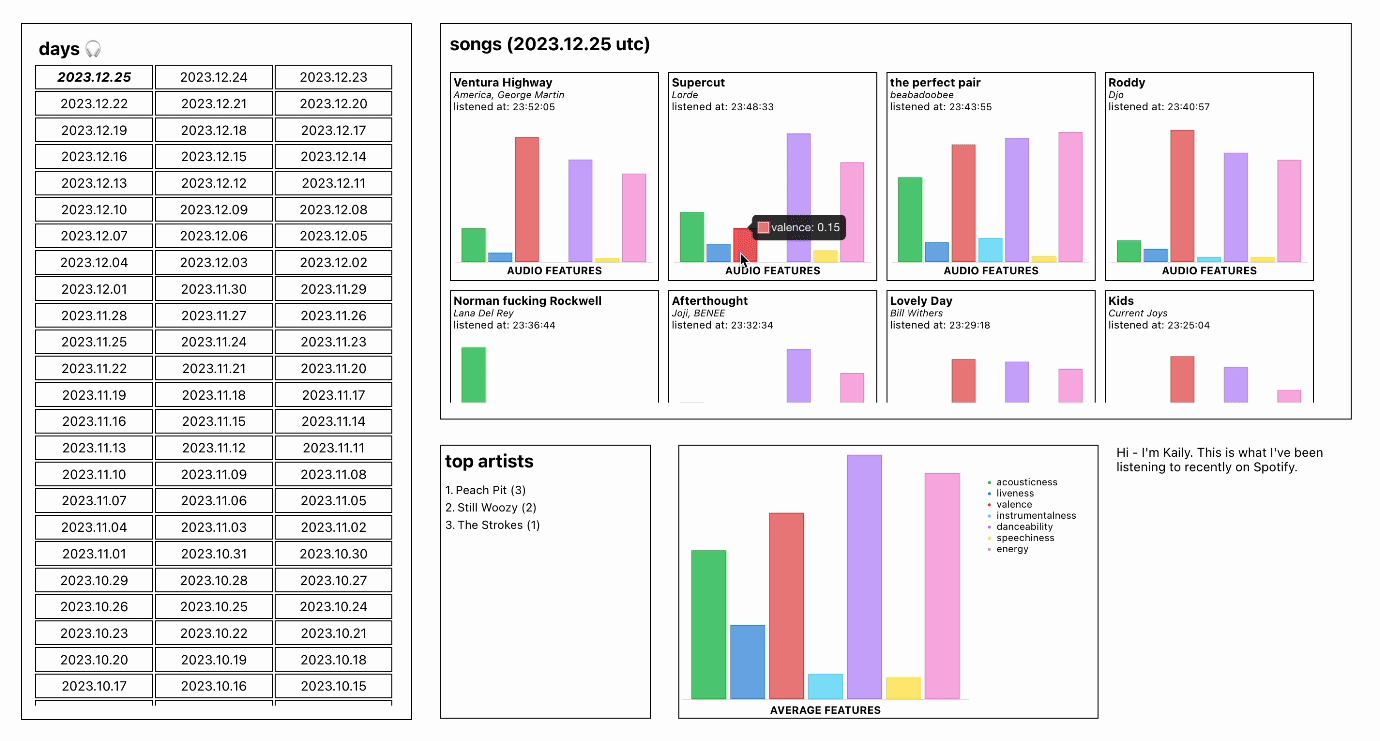 days 🎧
2023.12.25 2023.12.24 2023.12.23
2023.12.22 2023.12.21 2023.12.20
2023.12.19 2023.12.18 2023.12.17
2023.12.16 2023.12.15 2023.12.14
2023.12.13 2023.12.12 2023.12.11
2023.12.10 2023.12.09 2023.12.08
2023.12.07 2023.12.06 2023.12.05
2023.12.04 2023.12.03 2023.12.02
2023.12.01 2023.11.30 2023.11.29
2023.11.28 2023.11.27 2023.11.26
2023.11.25 2023.11.24 2023.11.23
2023.11.22 2023.11.21 2023.11.20
2023.11.19 2023.11.18 2023.11.17
2023.11.16 2023.11.15 2023.11.14
2023.11.13 2023.11.12 2023.11.11
2023.11.10 2023.11.09 2023.11.08
2023.11.07 2023.11.06 2023.11.05
2023.11.04 2023.11.03 2023.11.02
2023.11.01 2023.10.31 2023.10.30
2023.10.29 2023.10.28 2023.10.27
2023.10.26 2023.10.25 2023.10.24
2023.10.23 2023.10.22 2023.10.21
2023.10.20 2023.10.19 2023.10.18
2023.10.17 2023.10.16 2023.10.15
songs (2023.12.25 utc)
Ventura Highway
America, George Martin
listened at: 23:52:05
AUDIO FEATURES
Supercut
Lorde
listened at: 23:48:33
valence: 0.15
AUDIO FEATURES
the perfect pair
beabadoobee
listened at: 23:43:55
AUDIO FEATURES
Roddy
Djo
listened at: 23:40:57
AUDIO FEATURES
Norman fucking Rockwell
Lana Del Rey
listened at: 23:36:44
Afterthought
Joji, BENEE
listened at: 23:32:34
Lovely Day
Bill Withers
listened at: 23:29:18
Kids
Current Joys
listened at: 23:25:04
top artists
1. Peach Pit (3)
2. Still Woozy (2)
3. The Strokes (1)
acousticness
liveness
valence
instrumentalness
danceability
speechiness
energy
AVERAGE FEATURES
Hi - I'm Kaily. This is what I've been
listening to recently on Spotify.